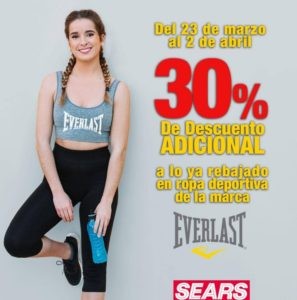 Del 23 de marzo
al 2 de abril
30%
De Descuento
ADICIONAL
a lo ya rebajado
en ropa deportiva
de la marca
EVERLAST
EVERLAST
SEARS